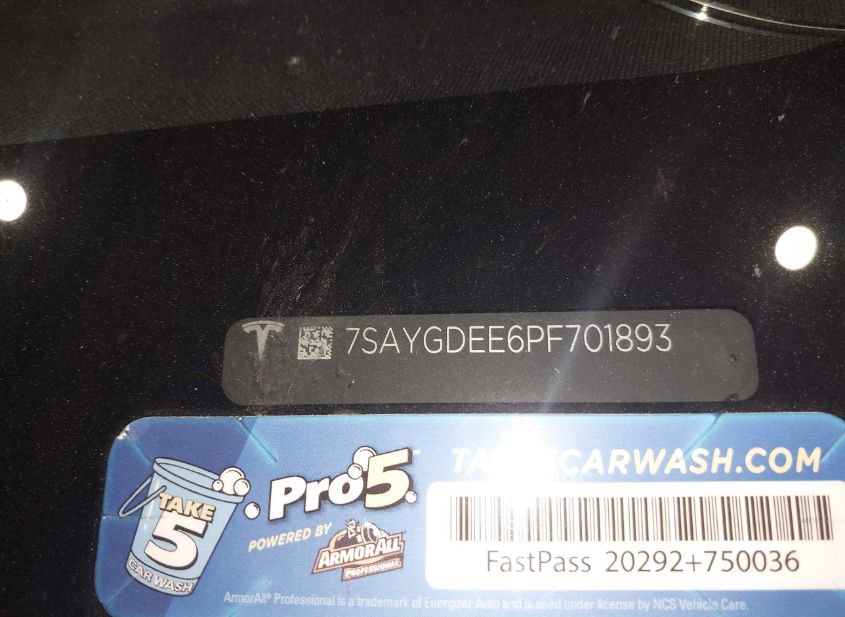 7SAYGDEE6PF701893
CARWASH.COM
TAKE
5
CAR WASH
Pro5
POWERED BY
ARMORALL
PROFESSIONAL
FastPass 20292+750036
ArmorAll® Professional is a trademark of Energizer Auto and is used under license by NCS Vehicle Care.